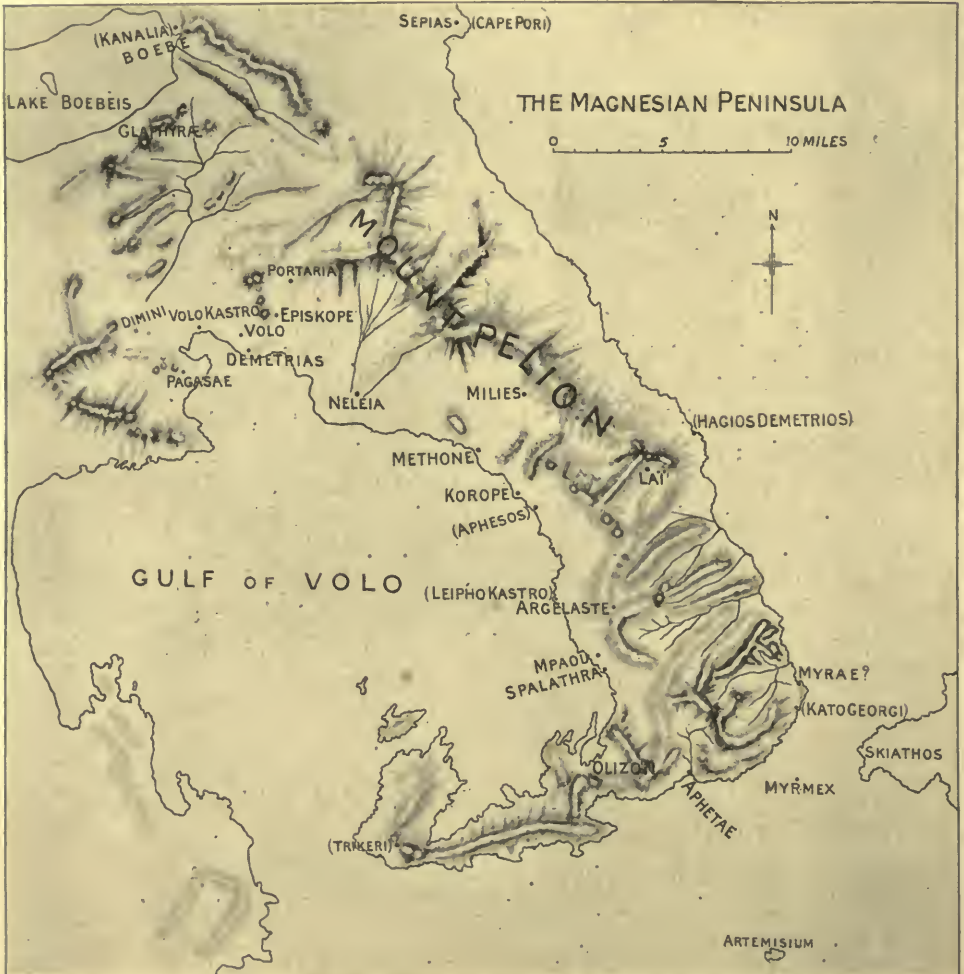 SEPIAS (CAPE PORI)
(KANALIA)
BOEBE
LAKE BOEBEIS
THE MAGNESIAN PENINSULA
GLAPHYRÆ
0 5 10 MILES
N
MOUNT PELION
PORTARIA
DIMINI VOLO KASTRO EPISKOPE
VOLO
DEMETRIAS
PAGASAE
NELEIA
MILIES
(HAGIOS DEMETRIOS)
METHONE
LAÏ
KOROPE
(APHESOS)
GULF OF VOLO
(LEIPHO KASTRO)
ARGELASTE
MPAOU
SPALATHRA
MYRAE?
(KATO GEORGI)
SKIATHOS
OLIZON
MYRMEX
APHETAE
(TRIKERI)
ARTEMISIUM